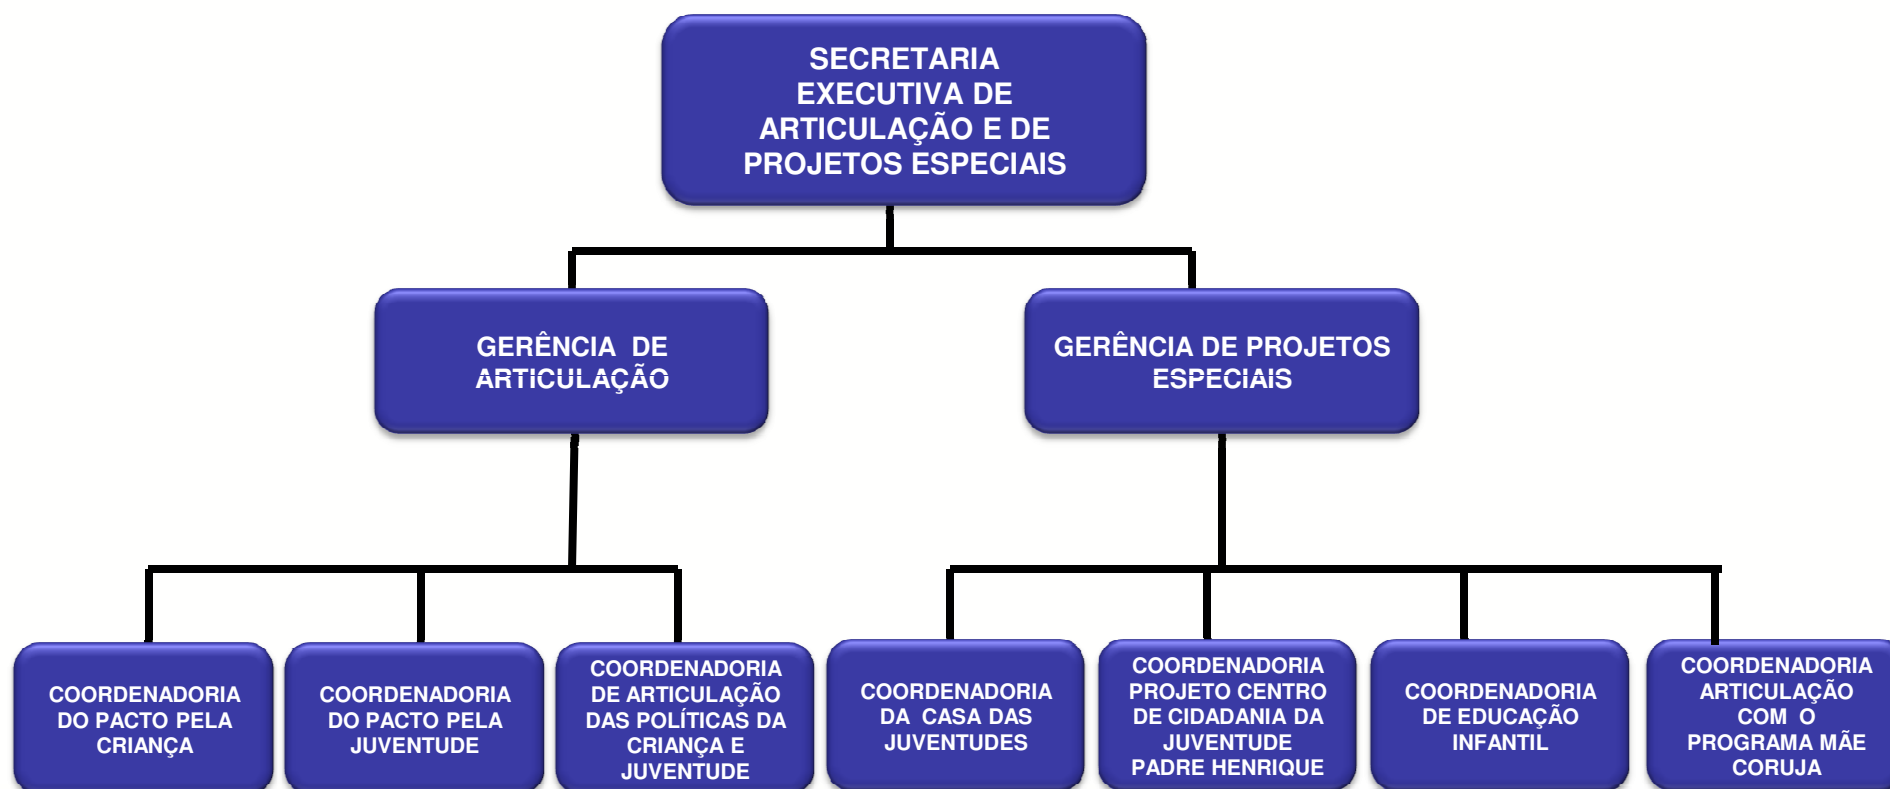 SECRETARIA
EXECUTIVA DE
ARTICULAÇÃO E DE
PROJETOS ESPECIAIS
GERÊNCIA DE
ARTICULAÇÃO
GERÊNCIA DE PROJETOS
ESPECIAIS
COORDENADORIA
DO PACTO PELA
CRIANÇA
COORDENADORIA
DO PACTO PELA
JUVENTUDE
COORDENADORIA
DE ARTICULAÇÃO
DAS POLÍTICAS DA
CRIANÇA E
JUVENTUDE
COORDENADORIA
DA CASA DAS
JUVENTUDES
COORDENADORIA
PROJETO CENTRO
DE CIDADANIA DA
JUVENTUDE
PADRE HENRIQUE
COORDENADORIA
DE EDUCAÇÃO
INFANTIL
COORDENADORIA
ARTICULAÇÃO
COM O
PROGRAMA MÃE
CORUJA